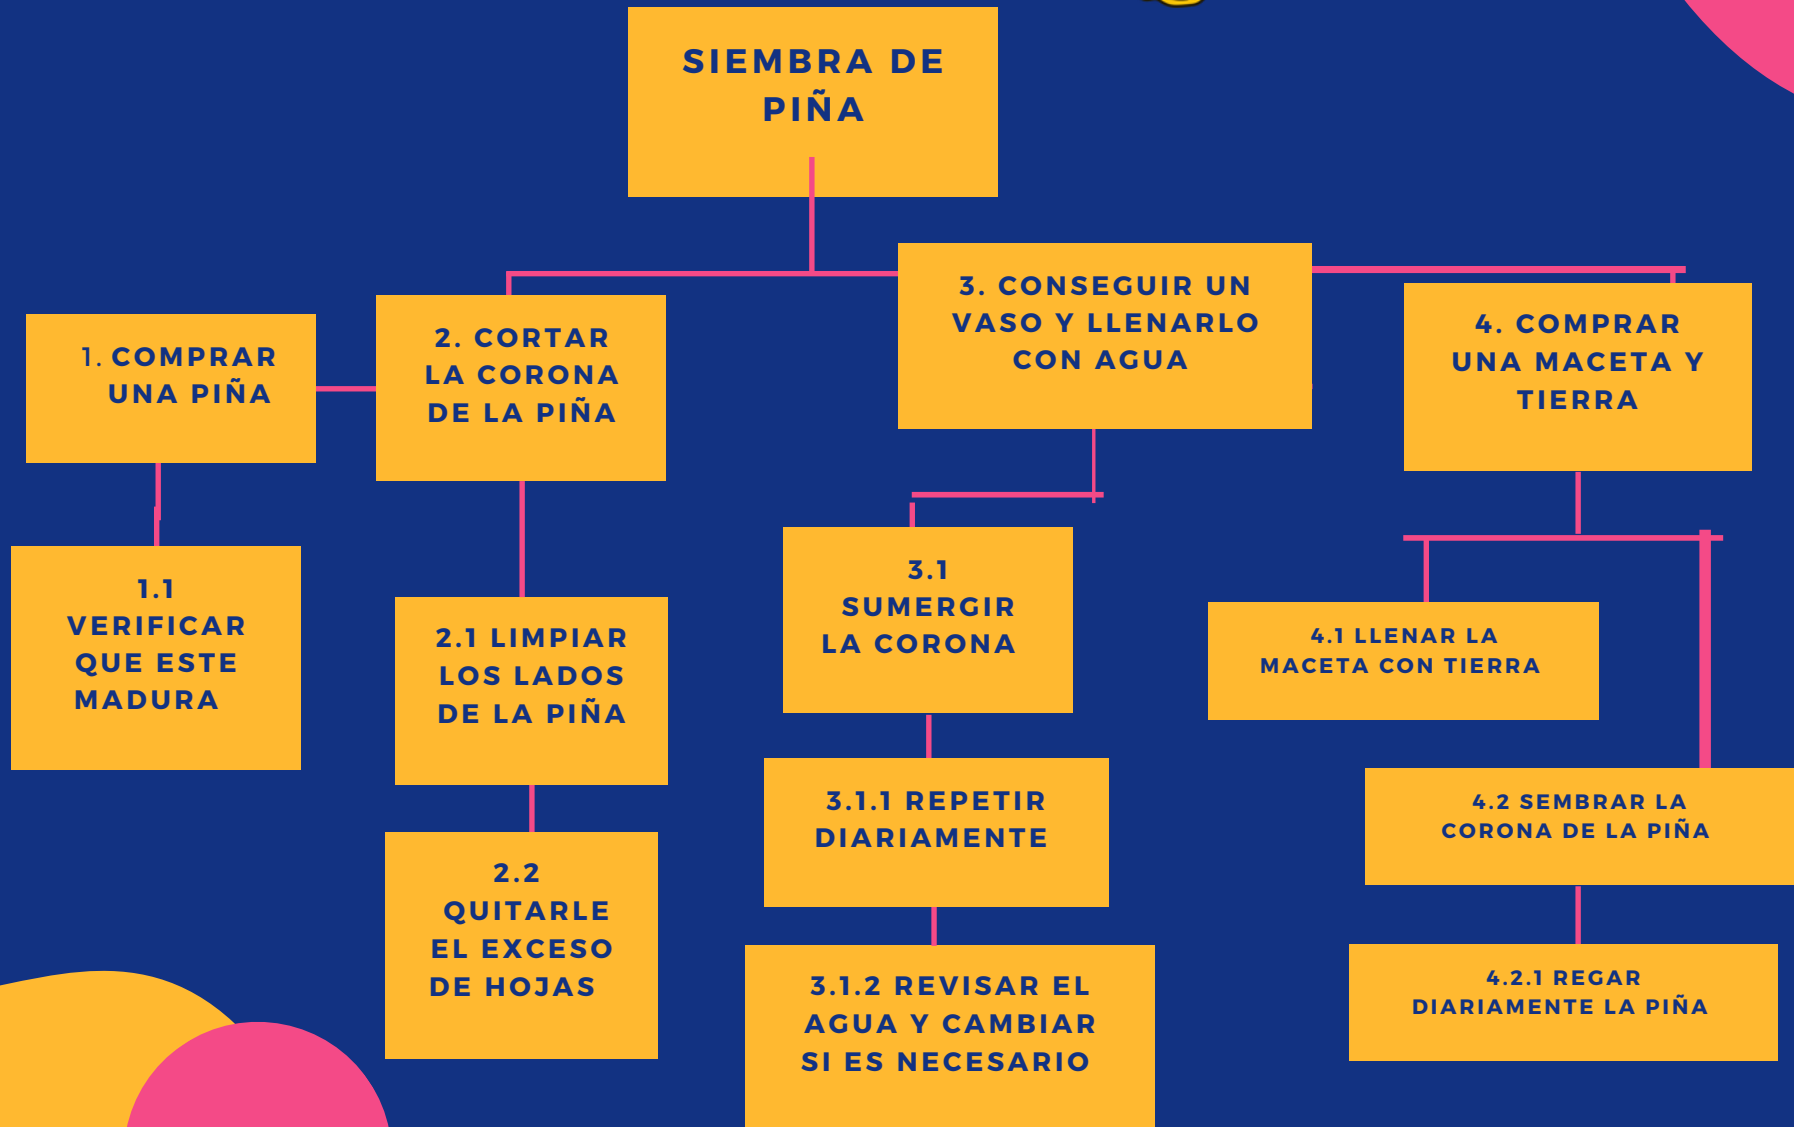 SIEMBRA DE
PIÑA
1. COMPRAR
UNA PIÑA
2. CORTAR
LA CORONA
DE LA PIÑA
3. CONSEGUIR UN
VASO Y LLENARLO
CON AGUA
4. COMPRAR
UNA MACETA Y
TIERRA
1.1
VERIFICAR
QUE ESTE
MADURA
2.1 LIMPIAR
LOS LADOS
DE LA PIÑA
2.2
QUITARLE
EL EXCESO
DE HOJAS
3.1
SUMERGIR
LA CORONA
3.1.1 REPETIR
DIARIAMENTE
3.1.2 REVISAR EL
AGUA Y CAMBIAR
SI ES NECESARIO
4.1 LLENAR LA
MACETA CON TIERRA
4.2 SEMBRAR LA
CORONA DE LA PIÑA
4.2.1 REGAR
DIARIAMENTE LA PIÑA